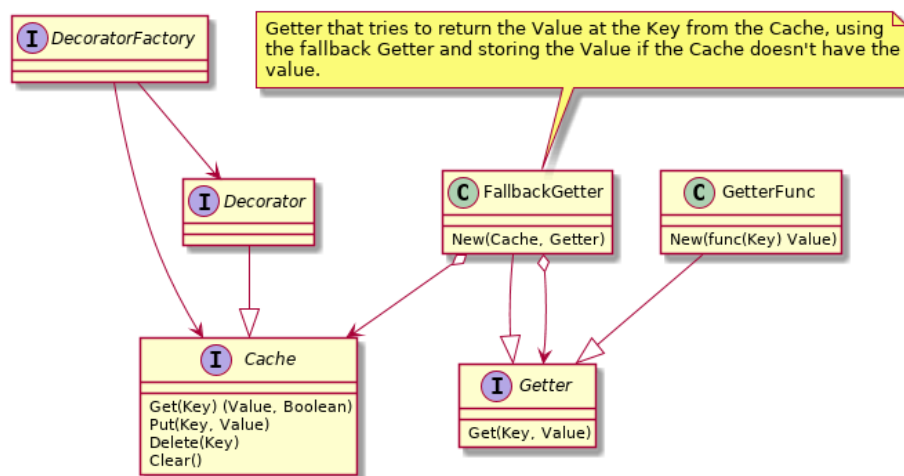 I DecoratorFactory
Getter that tries to return the Value at the Key from the Cache, using
the fallback Getter and storing the Value if the Cache doesn't have the
value.
I Decorator
C FallbackGetter
New(Cache, Getter)
C GetterFunc
New(func(Key) Value)
I Cache
Get(Key) (Value, Boolean)
Put(Key, Value)
Delete(Key)
Clear()
I Getter
Get(Key, Value)